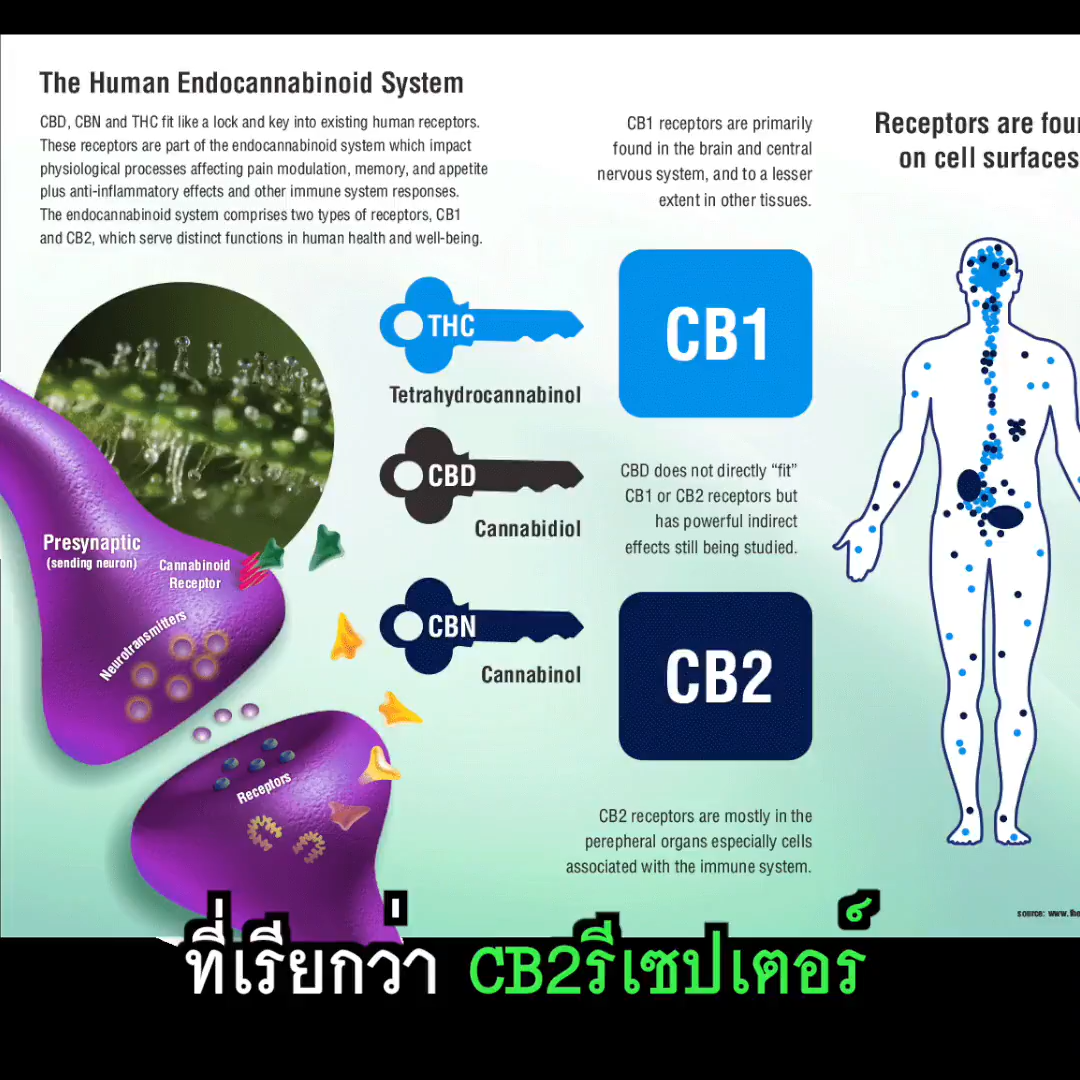 The Human Endocannabinoid System
CBD, CBN and THC fit like a lock and key into existing human receptors.
These receptors are part of the endocannabinoid system which impact
physiological processes affecting pain modulation, memory, and appetite
plus anti-inflammatory effects and other immune system responses.
The endocannabinoid system comprises two types of receptors, CB1
and CB2, which serve distinct functions in human health and well-being.
CB1 receptors are primarily
found in the brain and central
nervous system, and to a lesser
extent in other tissues.
Receptors are
on cell surfaces
THC
Tetrahydrocannabinol
CB1
CBD
Cannabidiol
CBD does not directly “fit”
CB1 or CB2 receptors but
has powerful indirect
effects still being studied.
CBN
Cannabinol
CB2
CB2 receptors are mostly in the
perepheral organs especially cells
associated with the immune system.
Presynaptic
(sending neuron)
Cannabinoid
Receptor
Neurotransmitters
Receptors
source:
ที่เรียกว่า CB2รีเซปเตอร์